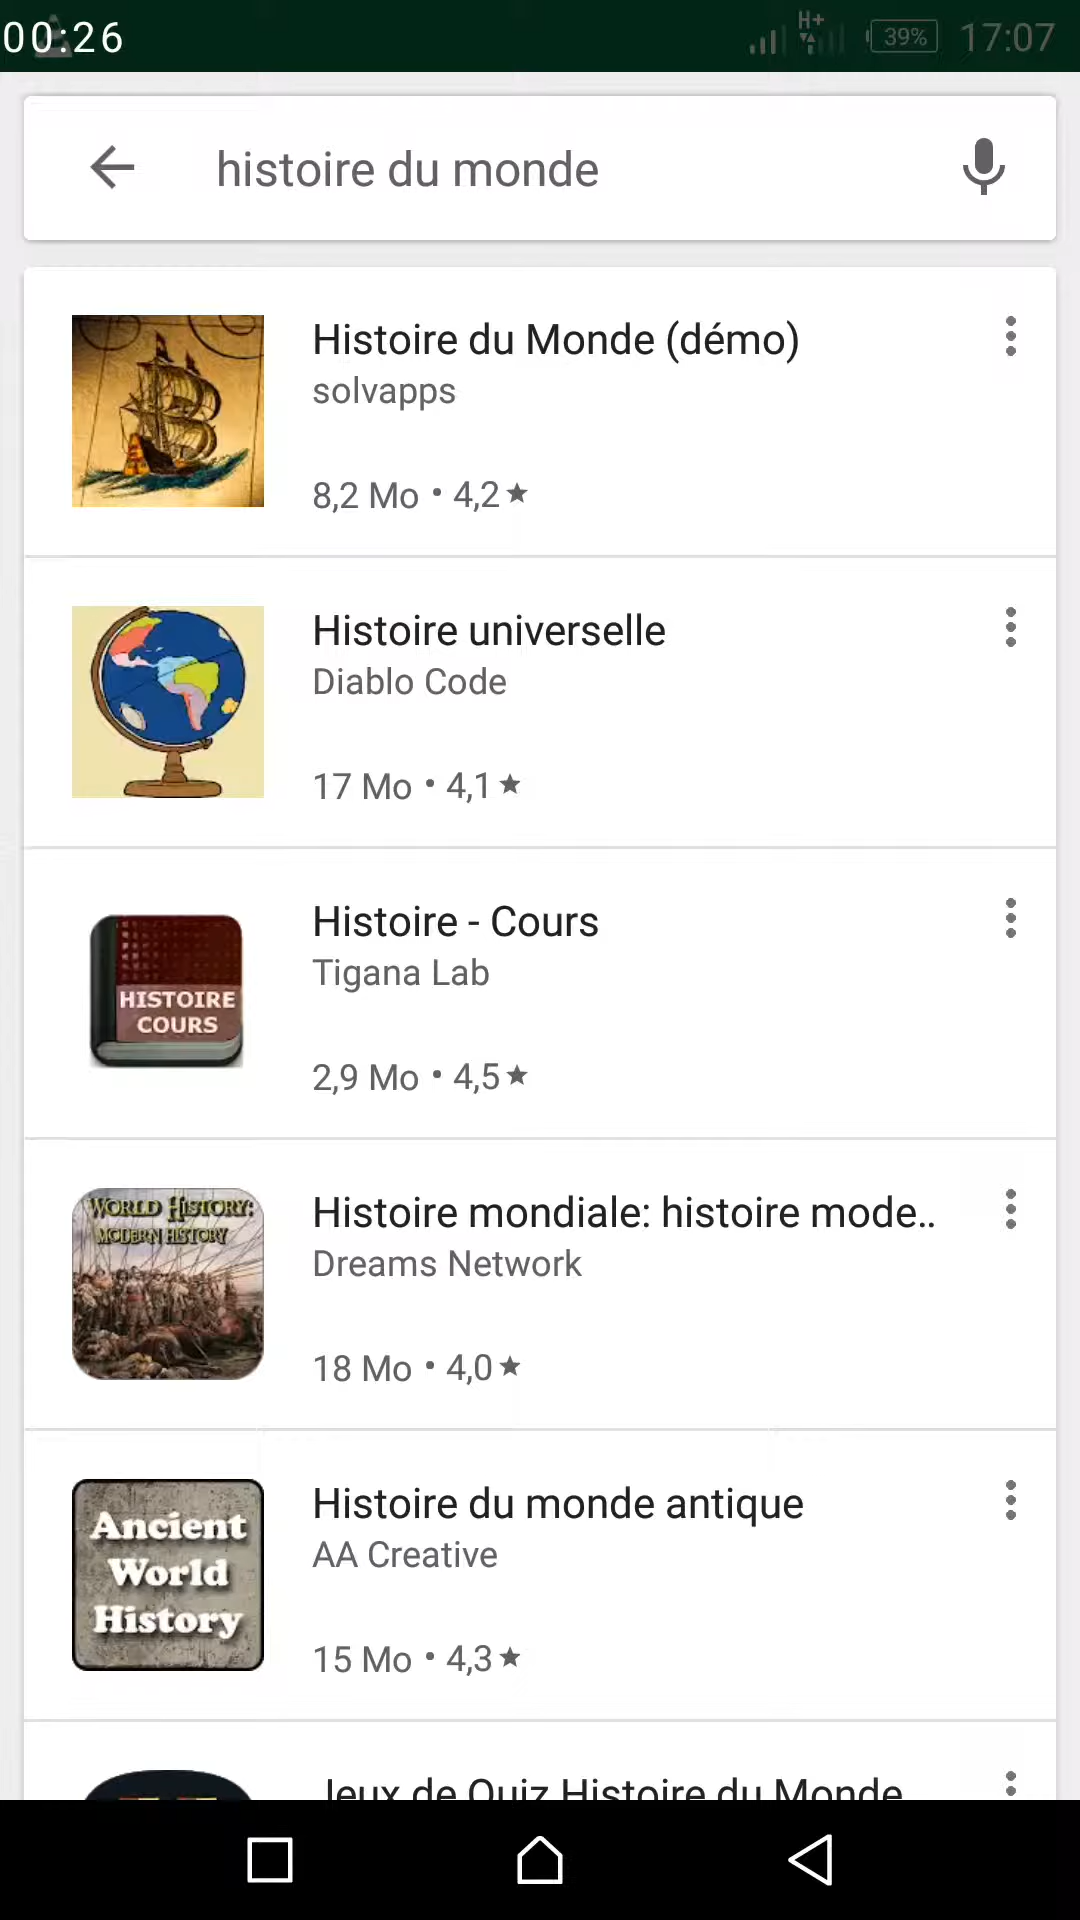 00:26 H+ 39% 17:07
histoire du monde
Histoire du Monde (démo)
solvapps
8,2 Mo • 4,2 ★
Histoire universelle
Diablo Code
17 Mo • 4,1 ★
HISTOIRE
COURS
Histoire - Cours
Tigana Lab
2,9 Mo • 4,5 ★
WORLD HISTORY:
MODERN HISTORY
Histoire mondiale: histoire mode..
Dreams Network
18 Mo • 4,0 ★
Ancient
World
History
Histoire du monde antique
AA Creative
15 Mo • 4,3 ★
Jeux de Quiz Histoire du Monde